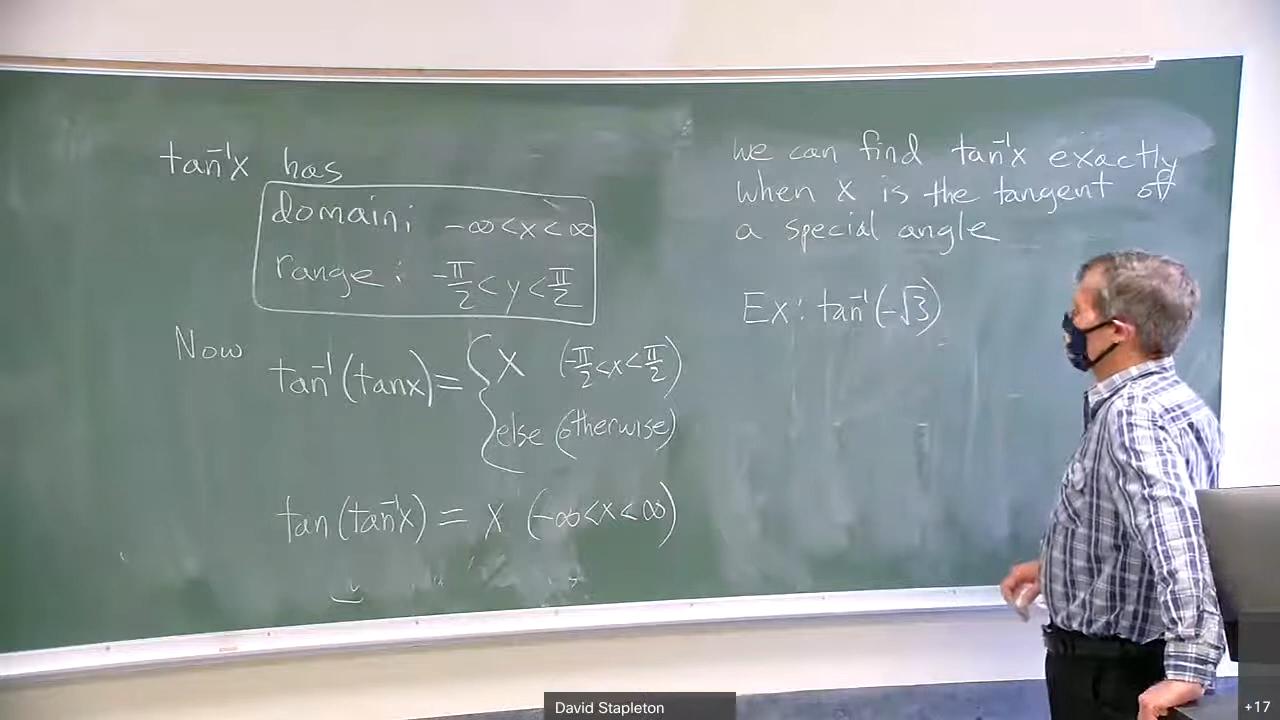 tan⁻¹x has
domain: -∞<x<∞
range: -π/2<y<π/2
Now
tan⁻¹(tanx)= { x (-π/2<x<π/2)
else (otherwise)
tan(tan⁻¹x) = x (-∞<x<∞)
we can find tan⁻¹x exactly
when x is the tangent of
a special angle
Ex: tan⁻¹(-√3)
David Stapleton
+17